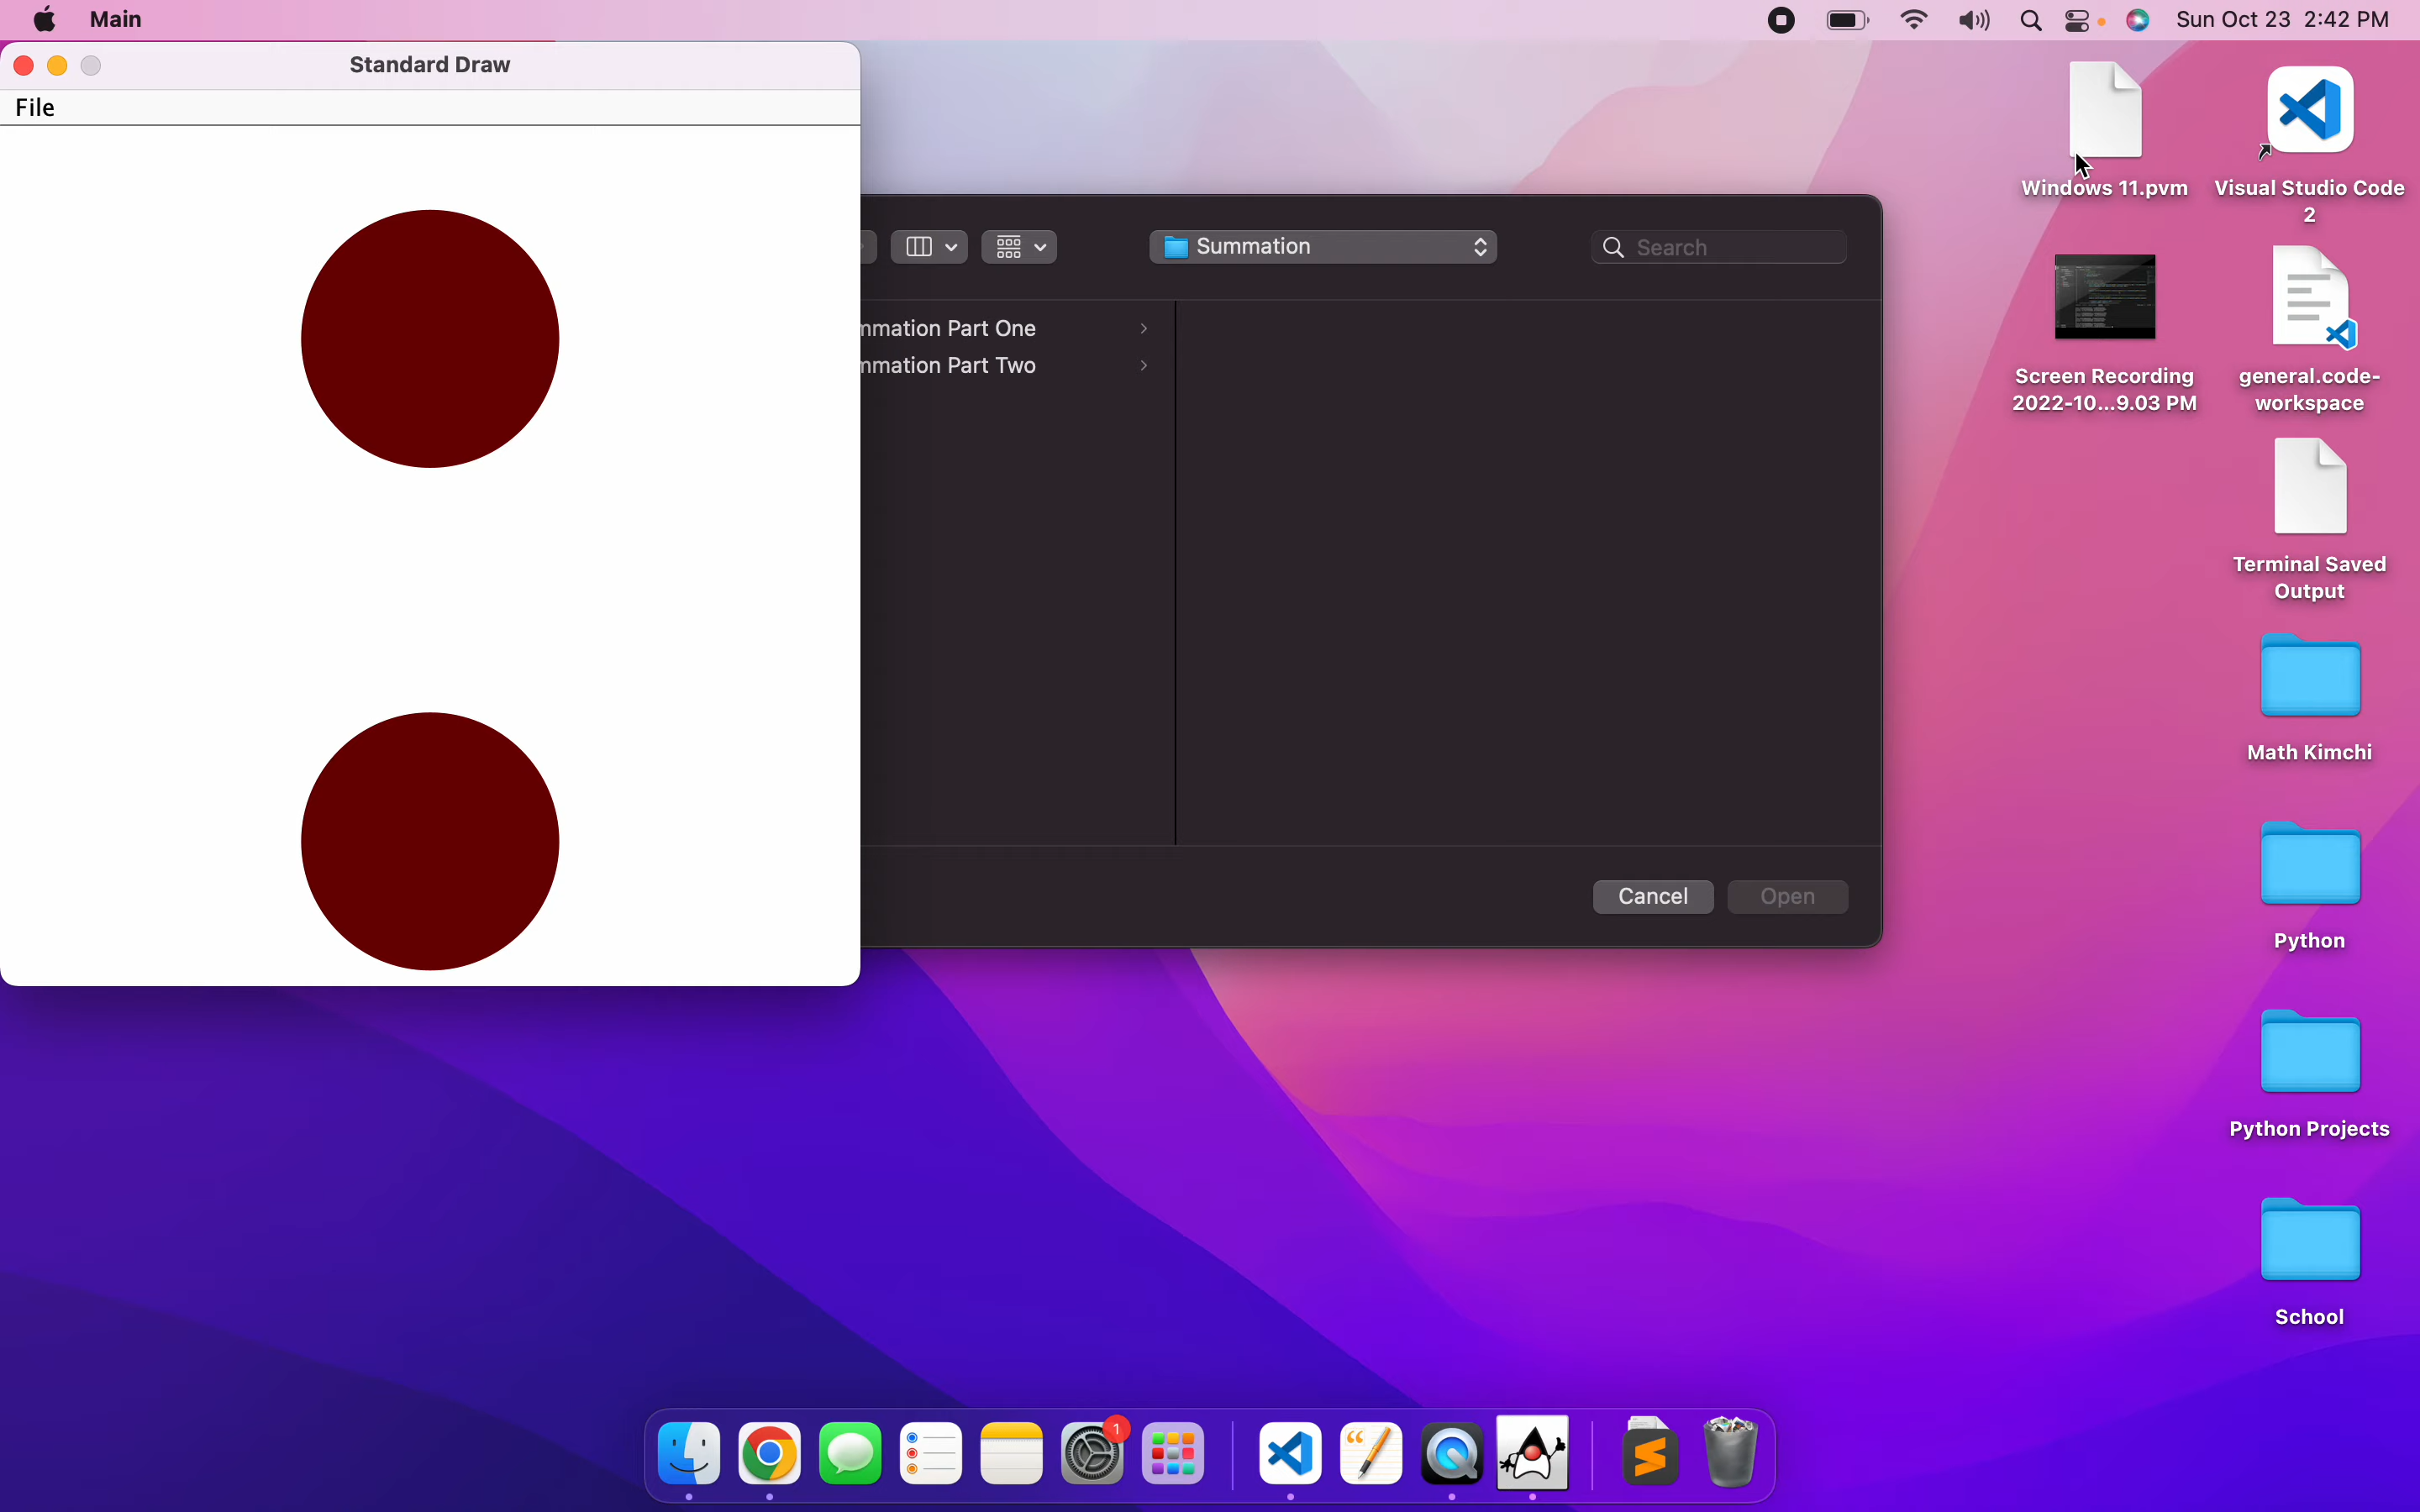 Main
Sun Oct 23 2:42 PM
Standard Draw
File
Summation
Search
mmation Part One
mmation Part Two
Cancel
Open
Windows 11.pvm
Visual Studio Code
2
Screen Recording
2022-10...9.03 PM
general.code-
workspace
Terminal Saved
Output
Math Kimchi
Python
Python Projects
School
1